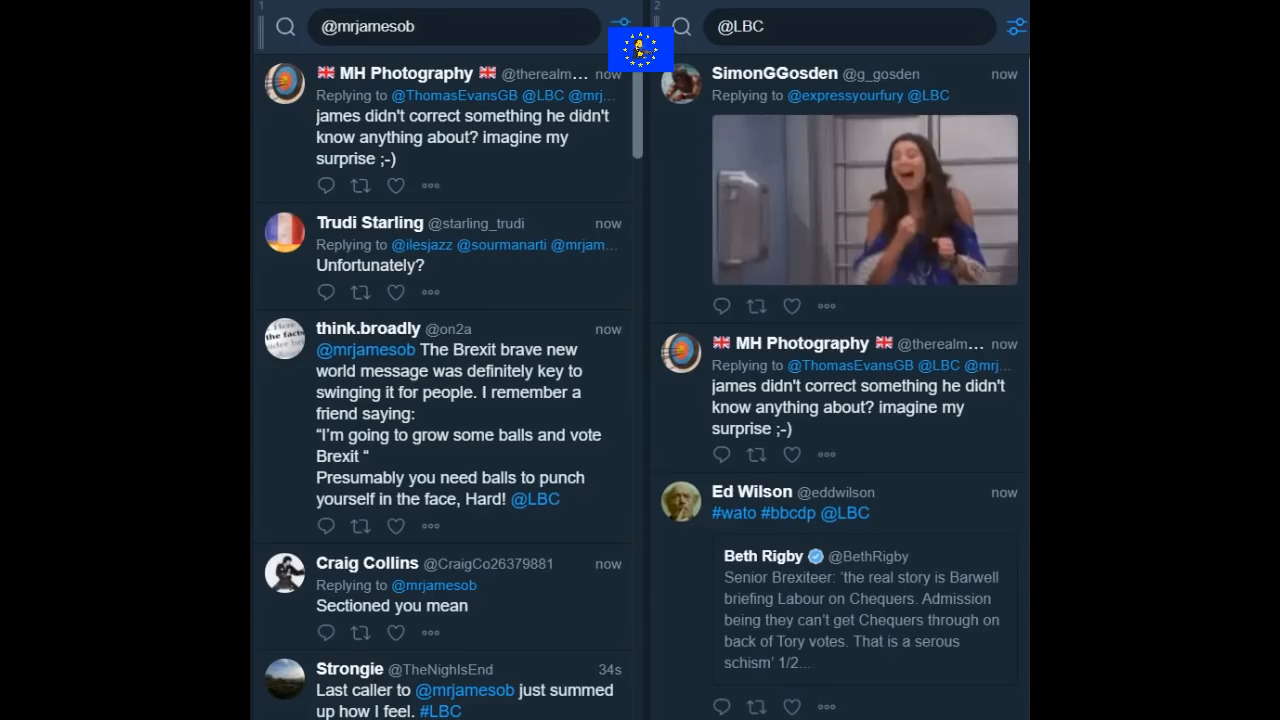 1
@mrjamesob
MH Photography @therealm... now
Replying to @ThomasEvansGB @LBC @mrj...
james didn't correct something he didn't
know anything about? imagine my
surprise ;-)
Trudi Starling @starling_trudi now
Replying to @ilesjazz @sourmanarti @mrjam...
Unfortunately?
think.broadly @on2a now
@mrjamesob The Brexit brave new
world message was definitely key to
swinging it for people. I remember a
friend saying:
“I’m going to grow some balls and vote
Brexit “
Presumably you need balls to punch
yourself in the face, Hard! @LBC
Craig Collins @CraigCo26379881 now
Replying to @mrjamesob
Sectioned you mean
Strongie @TheNighIsEnd 34s
Last caller to @mrjamesob just summed
up how I feel. #LBC
2
@LBC
SimonGGosden @g_gosden now
Replying to @expressyourfury @LBC
MH Photography @therealm... now
Replying to @ThomasEvansGB @LBC @mrj...
james didn't correct something he didn't
know anything about? imagine my
surprise ;-)
Ed Wilson @eddwilson now
#wato #bbcdp @LBC
Beth Rigby @BethRigby
Senior Brexiteer: ‘the real story is Barwell
briefing Labour on Chequers. Admission
being they can’t get Chequers through on
back of Tory votes. That is a serous
schism’ 1/2...